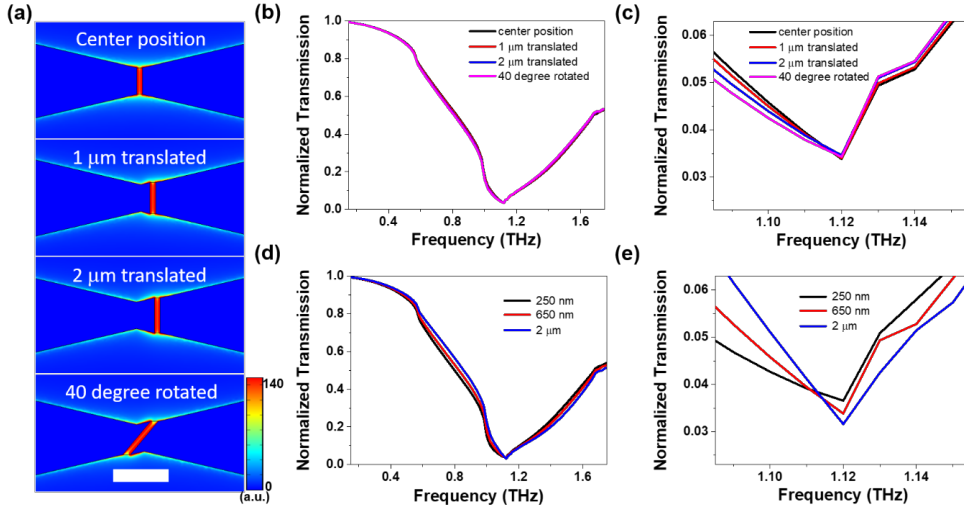 (a)
Center position
1 μm translated
2 μm translated
40 degree rotated
140
0
(a.u.)
(b)
Normalized Transmission
1.0
0.8
0.6
0.4
0.2
0.0
center position
1 μm translated
2 μm translated
40 degree rotated
0.4 0.8 1.2 1.6
Frequency (THz)
(c)
Normalized Transmission
0.06
0.05
0.04
0.03
center position
1 μm translated
2 μm translated
40 degree rotated
1.10 1.12 1.13 1.14
Frequency (THz)
(d)
Normalized Transmission
1.0
0.8
0.6
0.4
0.2
0.0
250 nm
650 nm
2 μm
0.4 0.8 1.2 1.6
Frequency (THz)
(e)
Normalized Transmission
0.06
0.05
0.04
0.03
250 nm
650 nm
2 μm
1.10 1.12 1.13 1.14
Frequency (THz)